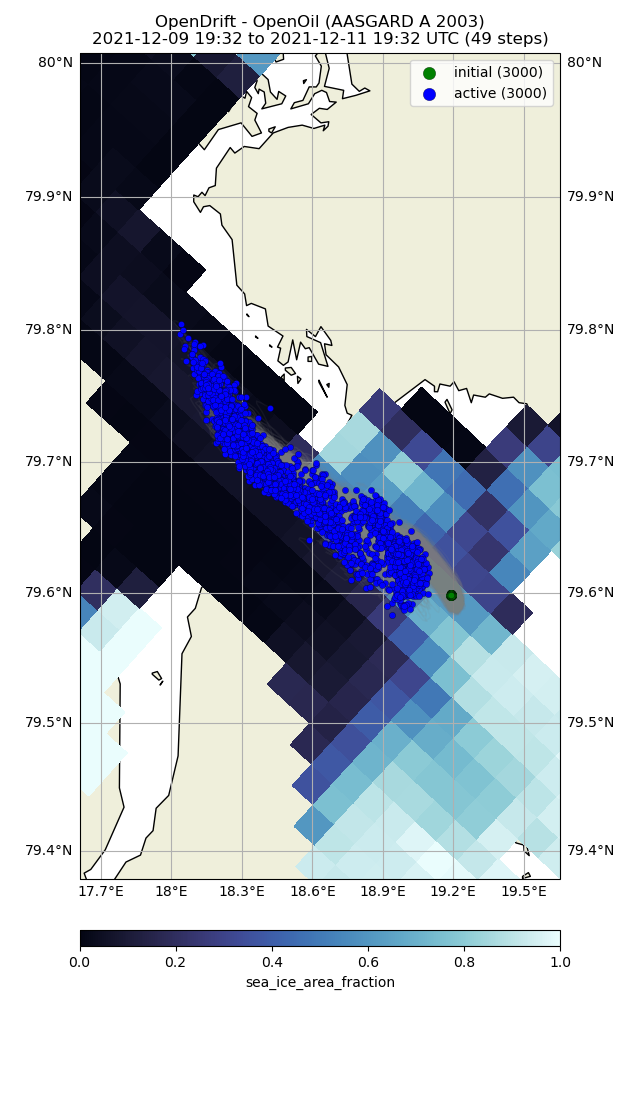 OpenDrift - OpenOil (AASGARD A 2003)
2021-12-09 19:32 to 2021-12-11 19:32 UTC (49 steps)
initial (3000)
active (3000)
80°N 80°N
79.9°N 79.9°N
79.8°N 79.8°N
79.7°N 79.7°N
79.6°N 79.6°N
79.5°N 79.5°N
79.4°N 79.4°N
17.7°E 18°E 18.3°E 18.6°E 18.9°E 19.2°E 19.5°E
0.0 0.2 0.4 0.6 0.8 1.0
sea_ice_area_fraction